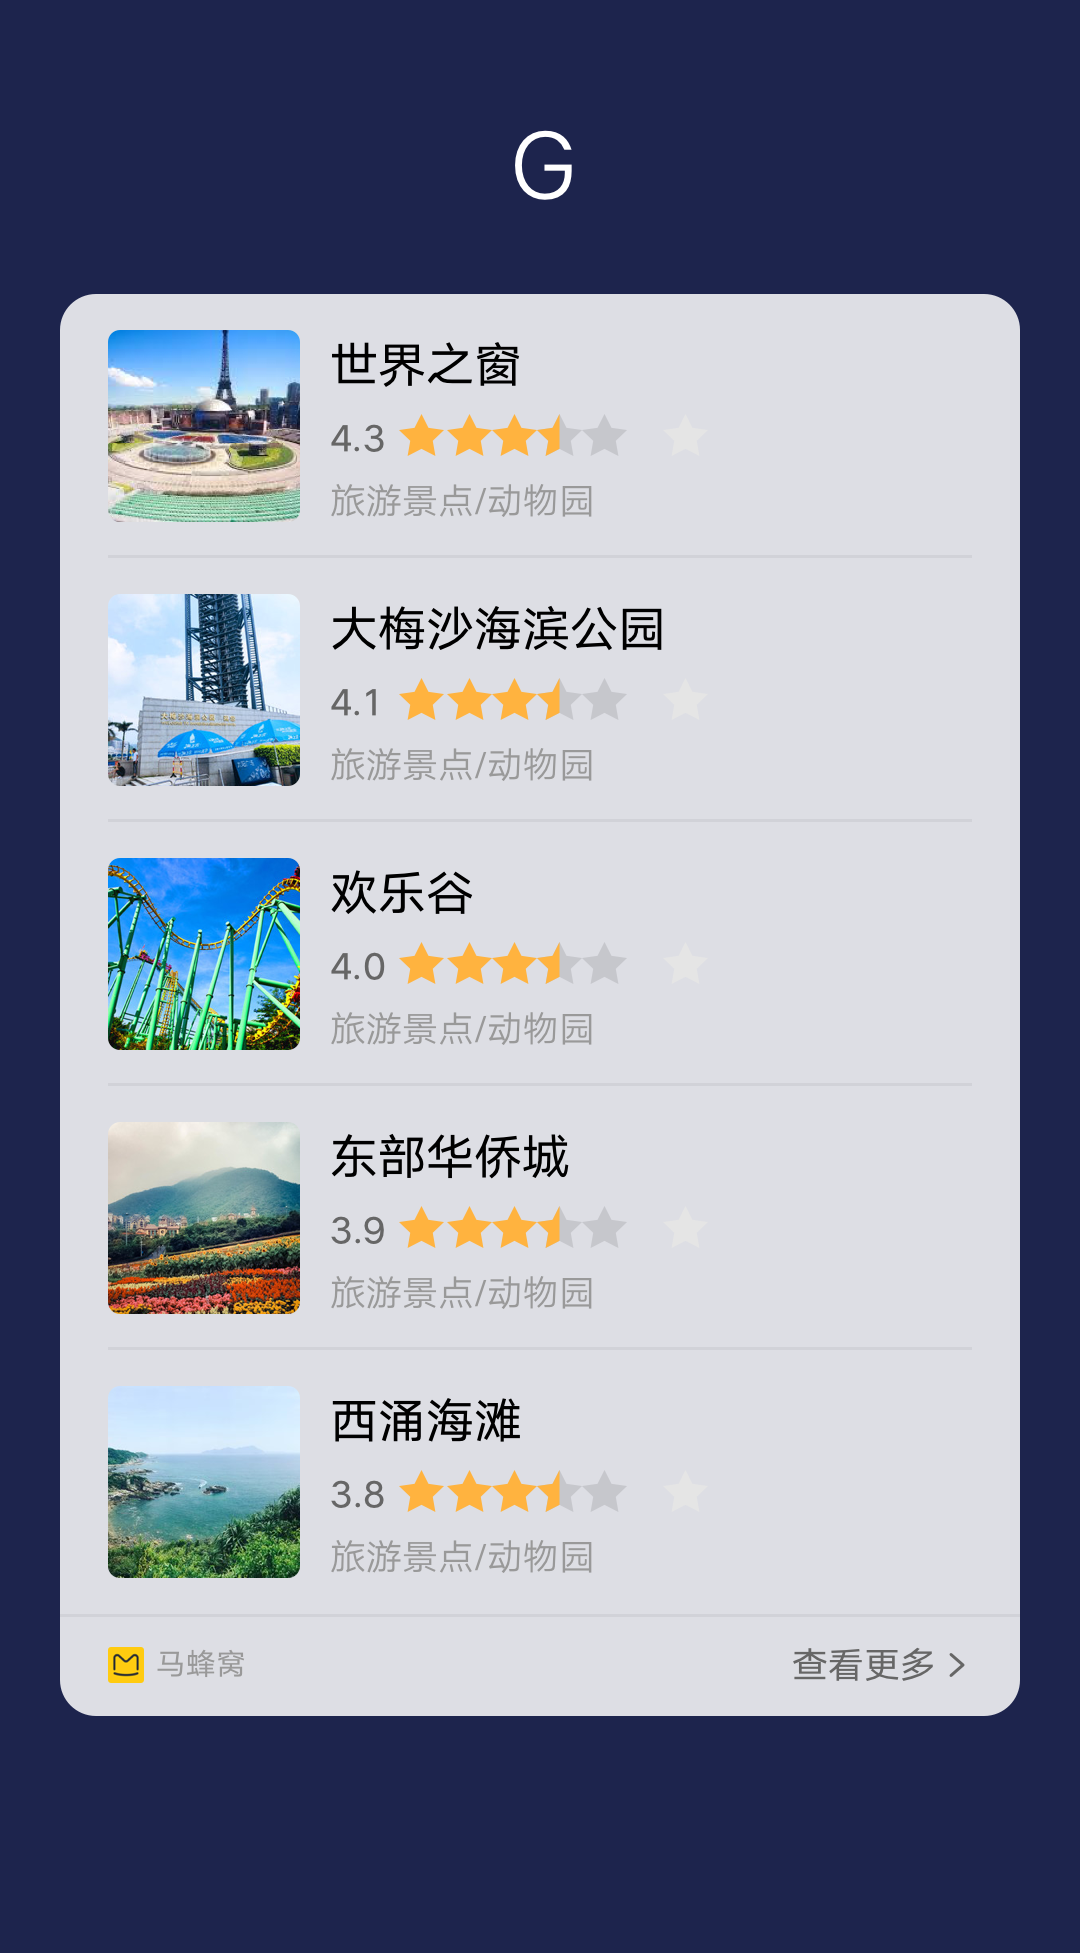 G
世界之窗
4.3
旅游景点/动物园
大梅沙海滨公园
4.1
旅游景点/动物园
欢乐谷
4.0
旅游景点/动物园
东部华侨城
3.9
旅游景点/动物园
西涌海滩
3.8
旅游景点/动物园
马蜂窝
查看更多